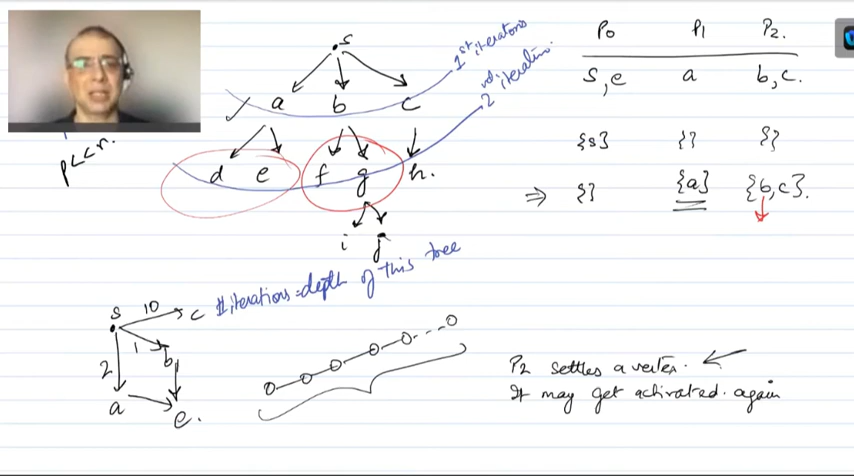 S
1st iterations
2nd iteration.
a b c
d e f g h.
i j
p<<n.
#iterations = depth of this tree
P0 P1 P2.
S, e a b, c.
{s} {} {}
⇒ {} {a} {b, c}.
S 10 c
1 b
2
a e.
P2 settles a vertex.
It may get activated again